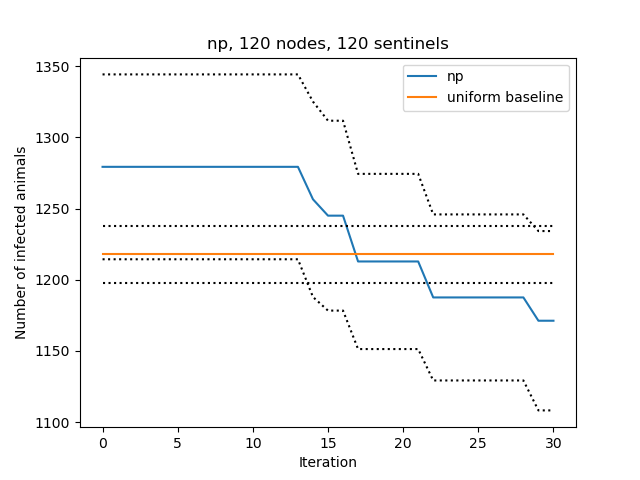 np, 120 nodes, 120 sentinels
np
uniform baseline
Number of infected animals
1350
1300
1250
1200
1150
1100
0 5 10 15 20 25 30
Iteration